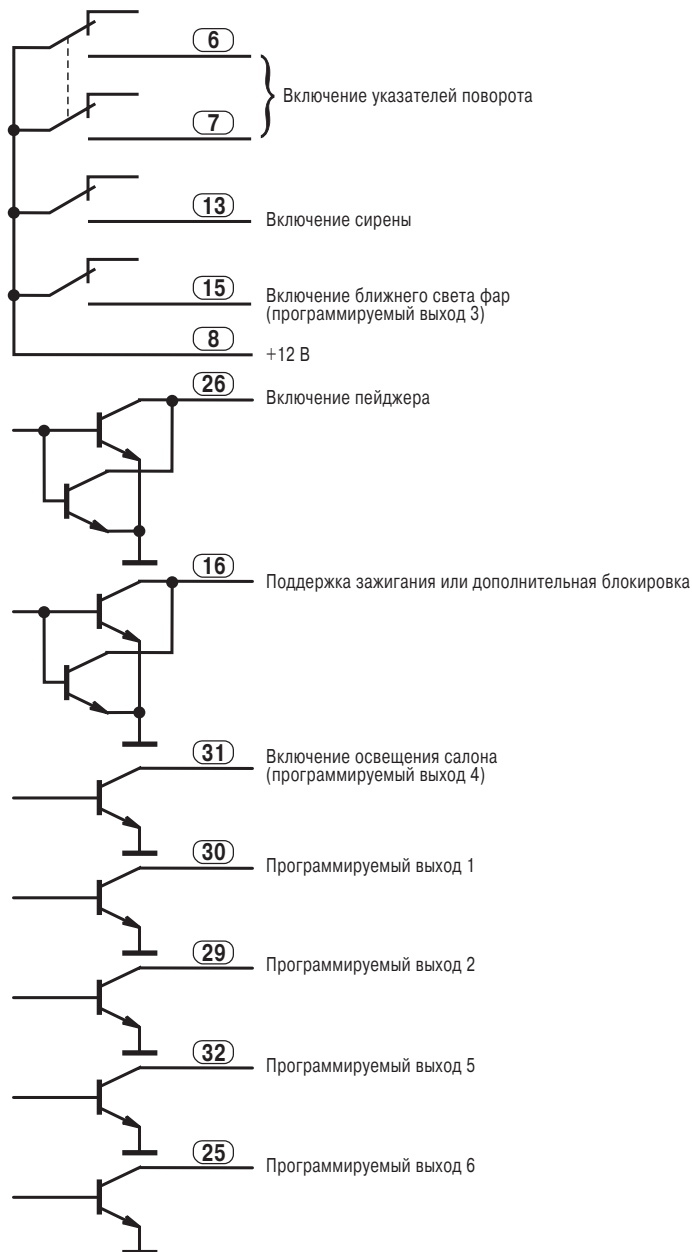 6
Включение указателей поворота
7
13
Включение сирены
15
Включение ближнего света фар
(программируемый выход 3)
8
+12 В
26
Включение пейджера
16
Поддержка зажигания или дополнительная блокировка
31
Включение освещения салона
(программируемый выход 4)
30
Программируемый выход 1
29
Программируемый выход 2
32
Программируемый выход 5
25
Программируемый выход 6